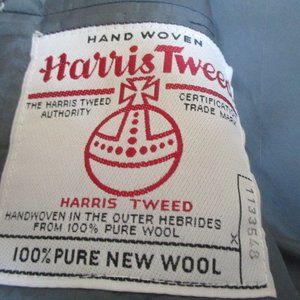 HAND WOVEN
Harris Tweed
THE HARRIS TWEED
AUTHORITY
CERTIFICATION
TRADE MARK
HARRIS TWEED
HANDWOVEN IN THE OUTER HEBRIDES
FROM 100% PURE WOOL
100% PURE NEW WOOL